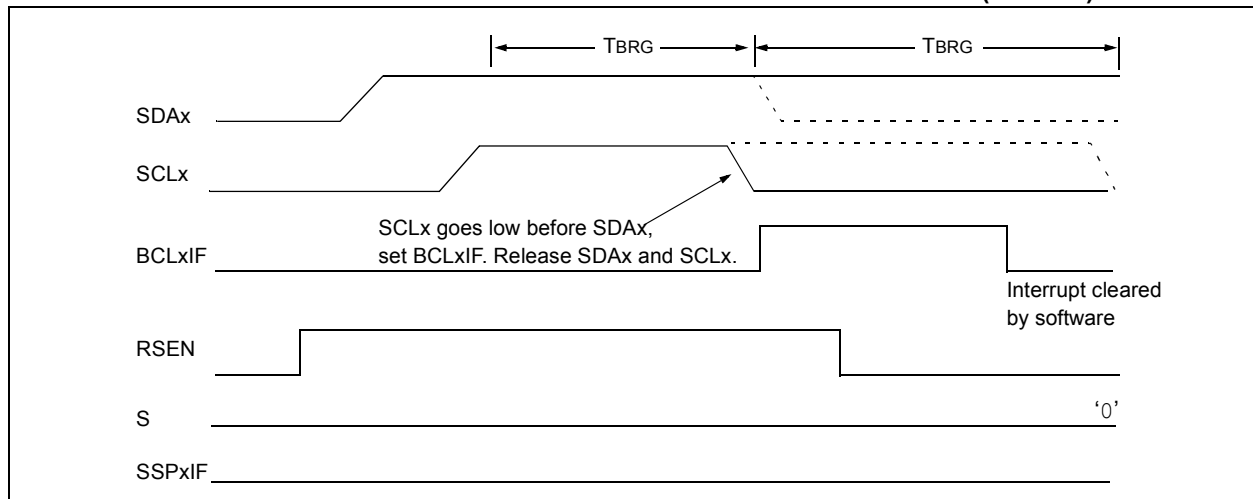 TBRG TBRG
SDAx
SCLx
SCLx goes low before SDAx,
set BCLxIF. Release SDAx and SCLx.
BCLxIF
Interrupt cleared
by software
RSEN
S
‘0’
SSPxIF